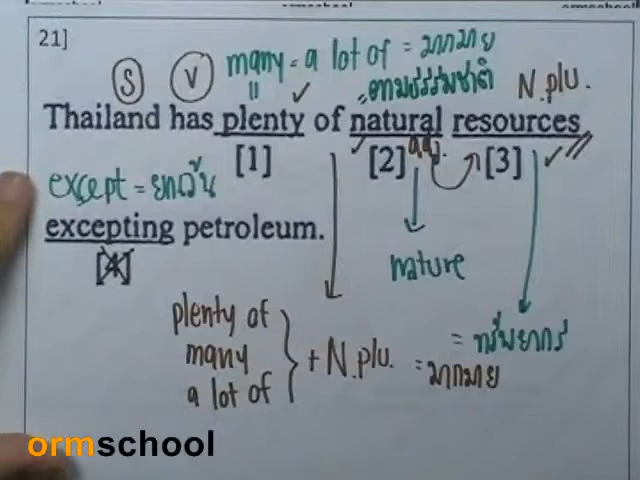 21]
many = a lot of = มากมาย
S V = ตามธรรมชาติ N.plu.
Thailand has plenty of natural resources
[1] [2] adj. [3]
except = ยกเว้น
excepting petroleum.
[4]
nature
plenty of
many + N.plu. = มากมาย
a lot of
= ทรัพยากร
ormschool